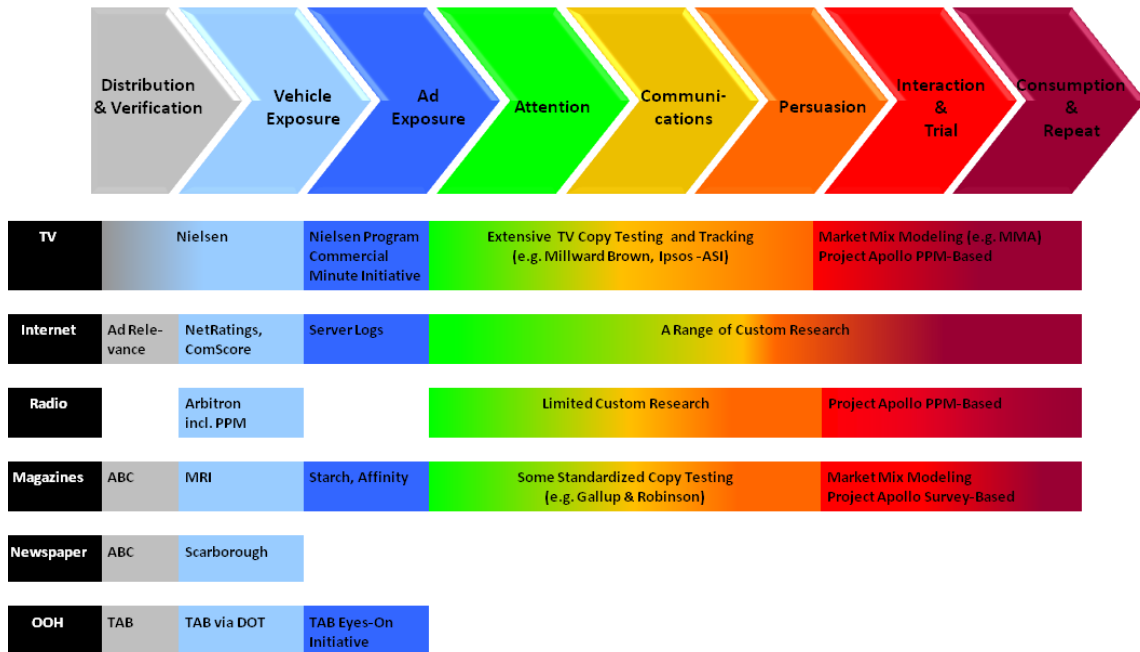 Distribution
& Verification
Vehicle
Exposure
Ad
Exposure
Attention
Communi-
cations
Persuasion
Interaction
&
Trial
Consumption
&
Repeat
TV
Nielsen
Nielsen Program
Commercial
Minute Initiative
Extensive TV Copy Testing and Tracking
(e.g. Millward Brown, Ipsos -ASI)
Market Mix Modeling (e.g. MMA)
Project Apollo PPM-Based
Internet
Ad Rele-
vance
NetRatings,
ComScore
Server Logs
A Range of Custom Research
Radio
Arbitron
incl. PPM
Limited Custom Research
Project Apollo PPM-Based
Magazines
ABC
MRI
Starch, Affinity
Some Standardized Copy Testing
(e.g. Gallup & Robinson)
Market Mix Modeling
Project Apollo Survey-Based
Newspaper
ABC
Scarborough
OOH
TAB
TAB via DOT
TAB Eyes-On
Initiative